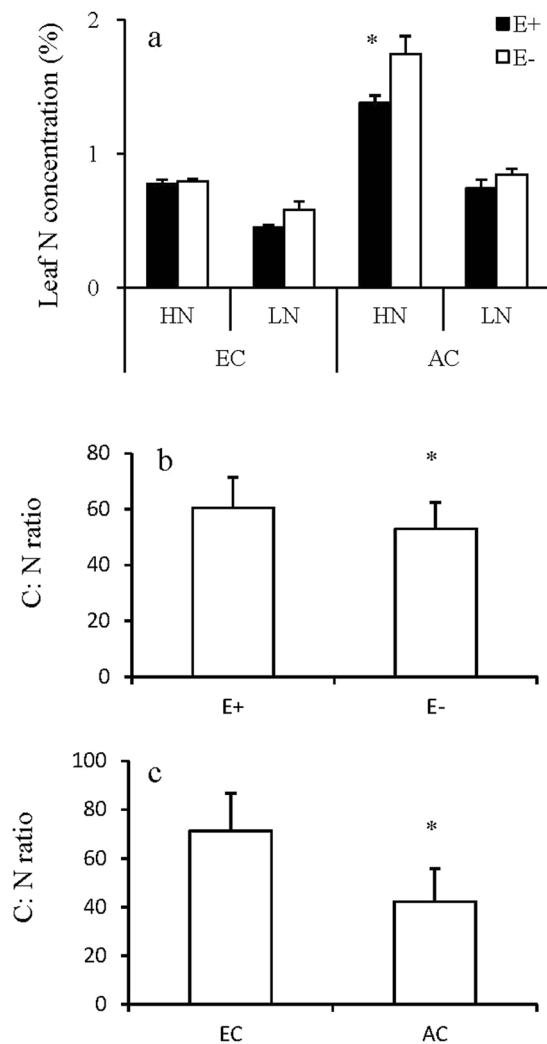 2
a
*
E+
E-
Leaf N concentration (%)
1
0
HN LN HN LN
EC AC
80
b
*
60
C: N ratio
40
20
0
E+ E-
100
c
80
*
60
C: N ratio
40
20
0
EC AC